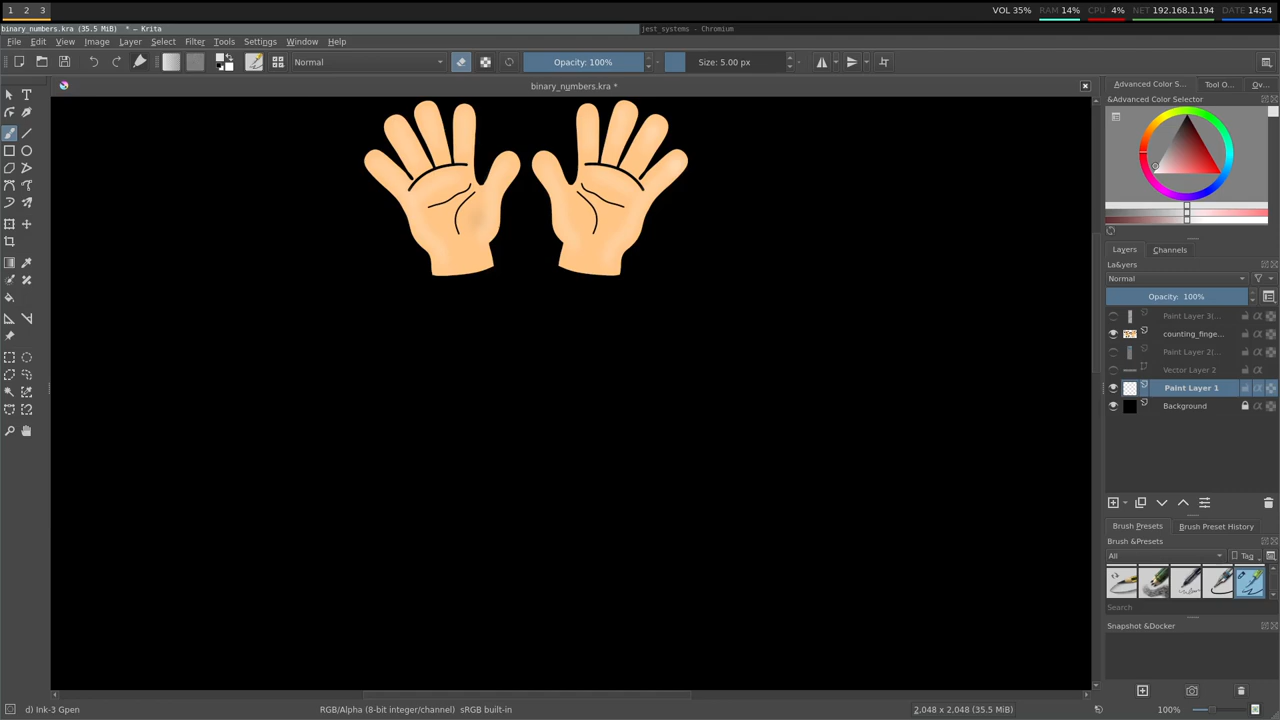 1 2 3 VOL 35% RAM 14% CPU 4% NET 192.168.1.194 DATE 14:54
binary_numbers.kra (35.5 MiB) * — Krita jest_systems - Chromium
File Edit View Image Layer Select Filter Tools Settings Window Help
Normal Opacity: 100% Size: 5.00 px
binary_numbers.kra *
Advanced Color S... Tool O... Ov...
&Advanced Color Selector
Layers Channels
La&yers
Normal
Opacity: 100%
Paint Layer 3(...
counting_finge...
Paint Layer 2(...
Vector Layer 2
Paint Layer 1
Background
Brush Presets Brush Preset History
Brush &Presets
All Tag
Search
Snapshot &Docker
d) Ink-3 Gpen RGB/Alpha (8-bit integer/channel) sRGB built-in 2,048 x 2,048 (35.5 MiB) 100%